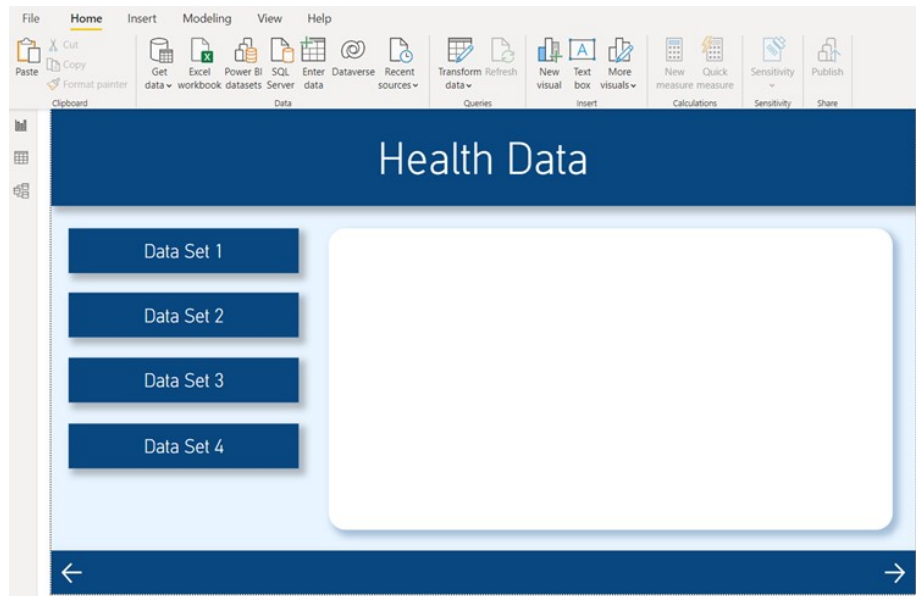 File Home Insert Modeling View Help
Paste
Cut
Copy
Format painter
Clipboard
Get data
Excel workbook
Power BI datasets
SQL Server
Enter data
Dataverse
Recent sources
Data
Transform data
Refresh
Queries
New visual
Text box
More visuals
Insert
New measure
Quick measure
Calculations
Sensitivity
Sensitivity
Publish
Share
Health Data
Data Set 1
Data Set 2
Data Set 3
Data Set 4